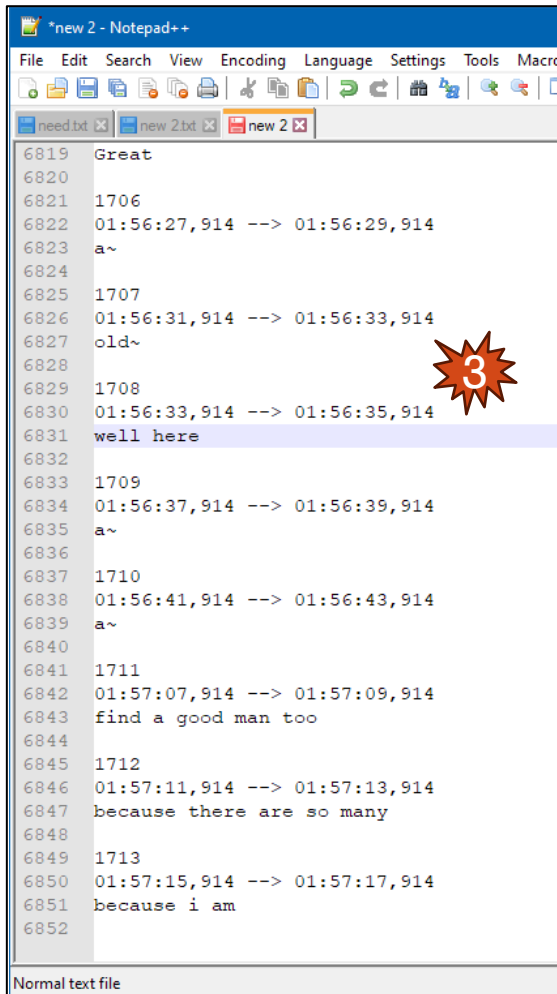 *new 2 - Notepad++
File Edit Search View Encoding Language Settings Tools Macro
need.txt new 2.txt new 2
6819 Great
6820
6821 1706
6822 01:56:27,914 --> 01:56:29,914
6823 a~
6824
6825 1707
6826 01:56:31,914 --> 01:56:33,914
6827 old~
3
6828
6829 1708
6830 01:56:33,914 --> 01:56:35,914
6831 well here
6832
6833 1709
6834 01:56:37,914 --> 01:56:39,914
6835 a~
6836
6837 1710
6838 01:56:41,914 --> 01:56:43,914
6839 a~
6840
6841 1711
6842 01:57:07,914 --> 01:57:09,914
6843 find a good man too
6844
6845 1712
6846 01:57:11,914 --> 01:57:13,914
6847 because there are so many
6848
6849 1713
6850 01:57:15,914 --> 01:57:17,914
6851 because i am
6852
Normal text file